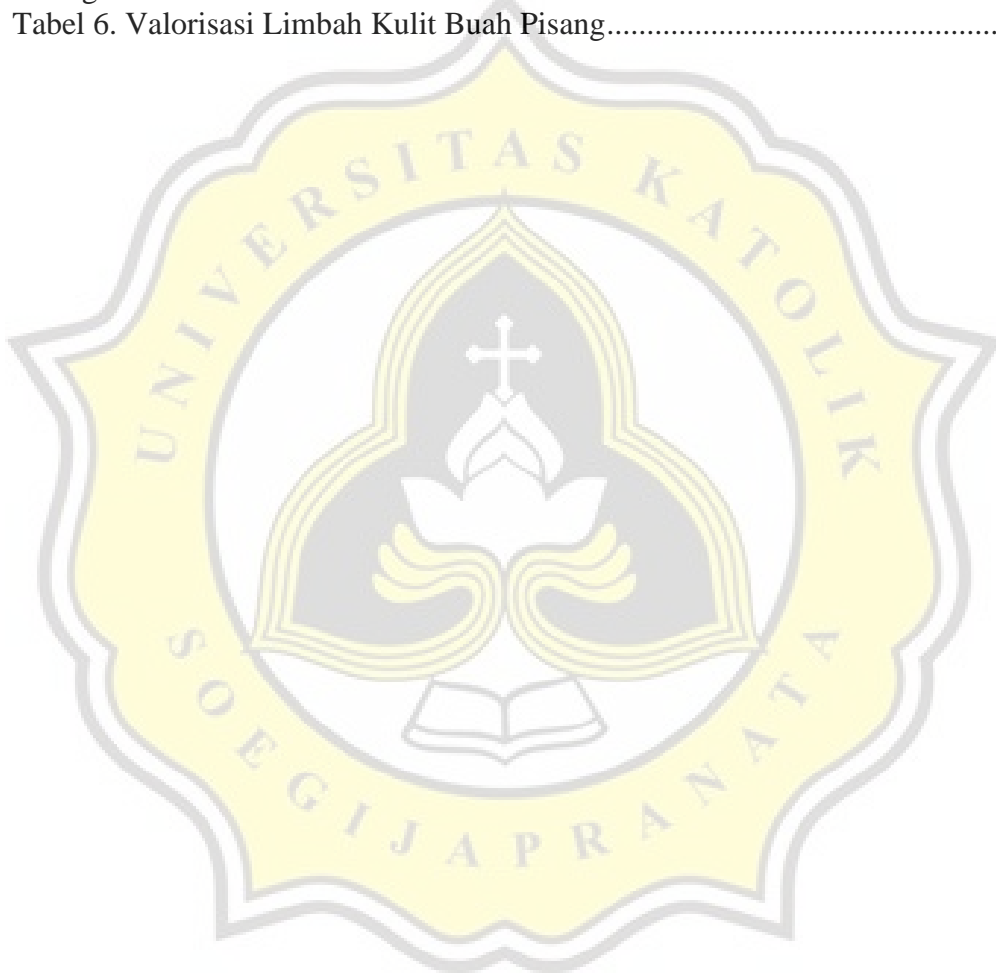 Tabel 6. Valorisasi Limbah Kulit Buah Pisang.................................................
UNIVERSITAS KATOLIK
SOEGIJAPRANATA